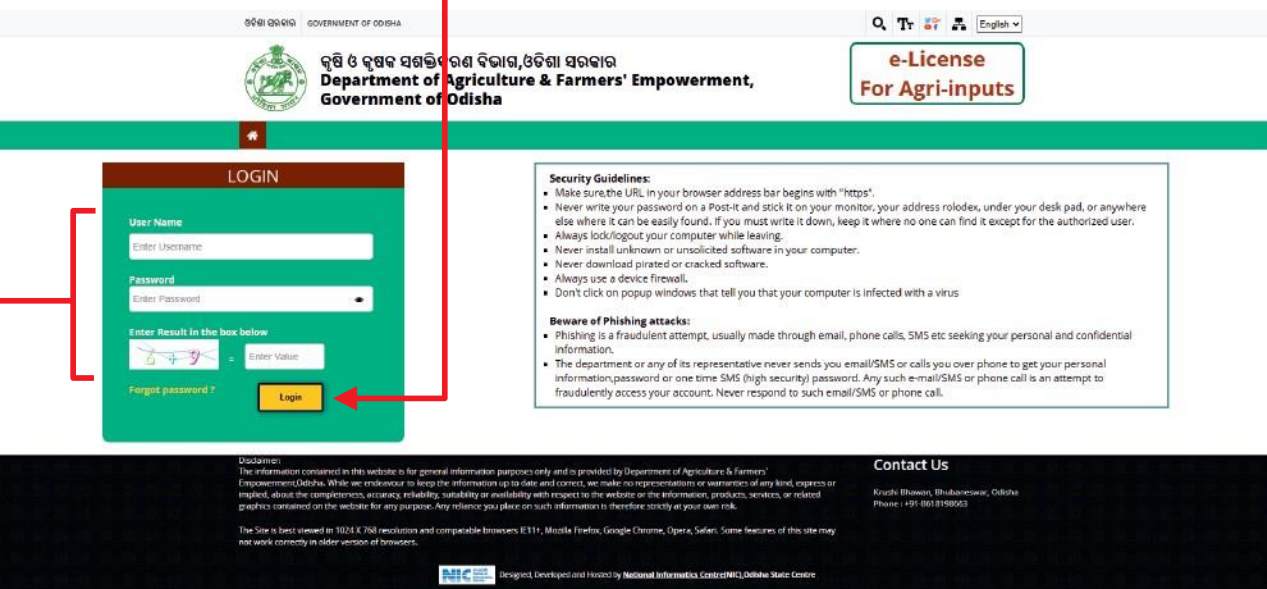 ଓଡ଼ିଶା ସରକାର GOVERNMENT OF ODISHA
English
କୃଷି ଓ କୃଷକ ସଶକ୍ତିକରଣ ବିଭାଗ,ଓଡିଶା ସରକାର
Department of Agriculture & Farmers' Empowerment,
Government of Odisha
e-License
For Agri-inputs
LOGIN
User Name
Enter Username
Password
Enter Password
Enter Result in the box below
6 + 9 = Enter Value
Forgot password ?
Login
Security Guidelines:
Make sure,the URL in your browser address bar begins with "https".
Never write your password on a Post-it and stick it on your monitor, your address rolodex, under your desk pad, or anywhere
else where it can be easily found. If you must write it down, keep it where no one can find it except for the authorized user.
Always lock/logout your computer while leaving.
Never install unknown or unsolicited software in your computer.
Never download pirated or cracked software.
Always use a device firewall.
Don't click on popup windows that tell you that your computer is infected with a virus
Beware of Phishing attacks:
Phishing is a fraudulent attempt, usually made through email, phone calls, SMS etc seeking your personal and confidential
information.
The department or any of its representative never sends you email/SMS or calls you over phone to get your personal
information,password or one time SMS (high security) password. Any such e-mail/SMS or phone call is an attempt to
fraudulently access your account. Never respond to such email/SMS or phone call.
Disclaimer:
The information contained in this website is for general information purposes only and is provided by Department of Agriculture & Farmers'
Empowerment,Odisha. While we endeavour to keep the information up to date and correct, we make no representations or warranties of any kind, express or
implied, about the completeness, accuracy, reliability, suitability or availability with respect to the website or the information, products, services, or related
graphics contained on the website for any purpose. Any reliance you place on such information is therefore strictly at your own risk.
The Site is best viewed in 1024 X 768 resolution and compatable browsers IE11+, Mozilla Firefox, Google Chrome, Opera, Safari. Some features of this site may
not work correctly in older version of browsers.
Contact Us
Krushi Bhawan, Bhubaneswar, Odisha
Phone : +91-8618198663
NIC Designed, Developed and Hosted by National Informatics Centre(NIC),Odisha State Centre